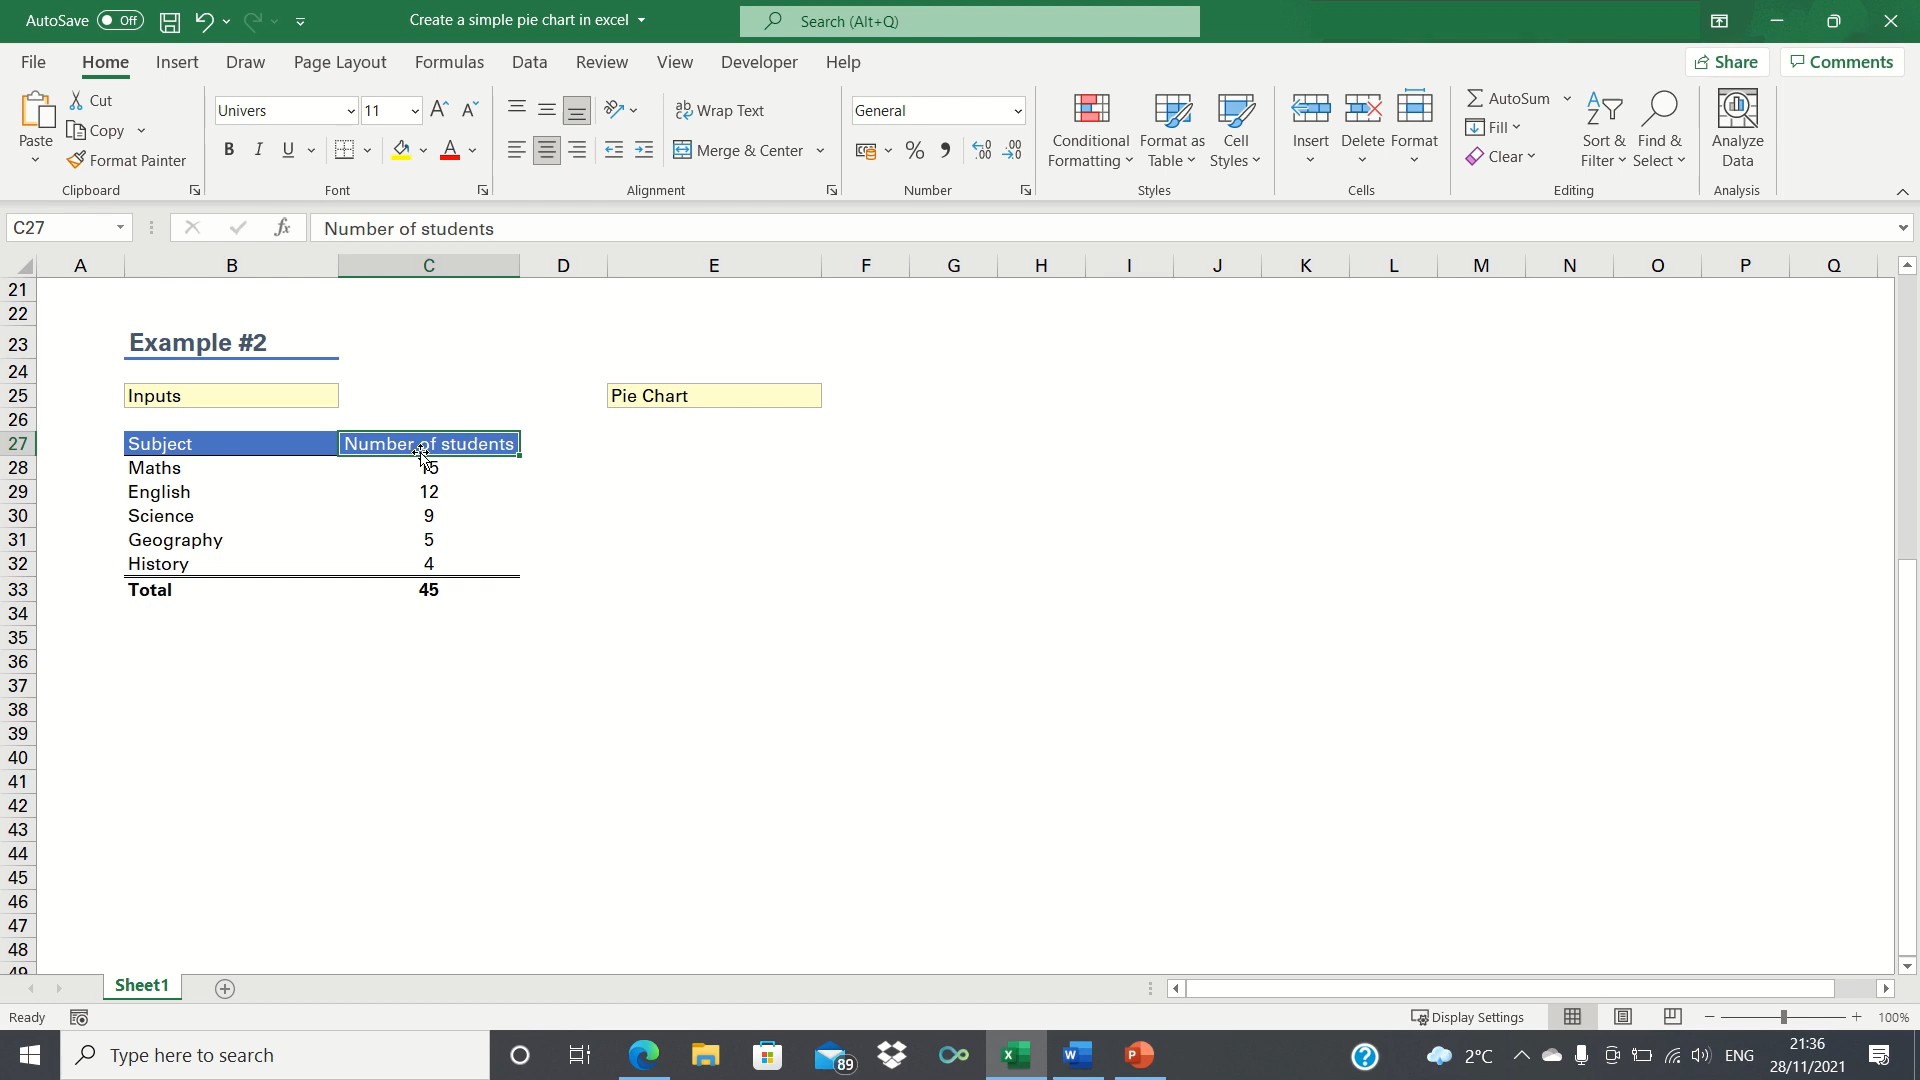 AutoSave Off Create a simple pie chart in excel Search (Alt+Q)
File Home Insert Draw Page Layout Formulas Data Review View Developer Help Share Comments
Paste Cut Copy Format Painter Clipboard
Univers 11 B I U A Font
Wrap Text Merge & Center Alignment
General % , Number
Conditional Formatting Format as Table Cell Styles Styles
Insert Delete Format Cells
AutoSum Fill Clear Sort & Filter Find & Select Editing
Analyze Data Analysis
C27 fx Number of students
A B C D E F G H I J K L M N O P Q
21
22
23 Example #2
24
25 Inputs Pie Chart
26
27 Subject Number of students
28 Maths 15
29 English 12
30 Science 9
31 Geography 5
32 History 4
33 Total 45
34
35
36
37
38
39
40
41
42
43
44
45
46
47
48
49
Sheet1
Ready Display Settings 100%
Type here to search 89 2°C ENG 21:36
28/11/2021